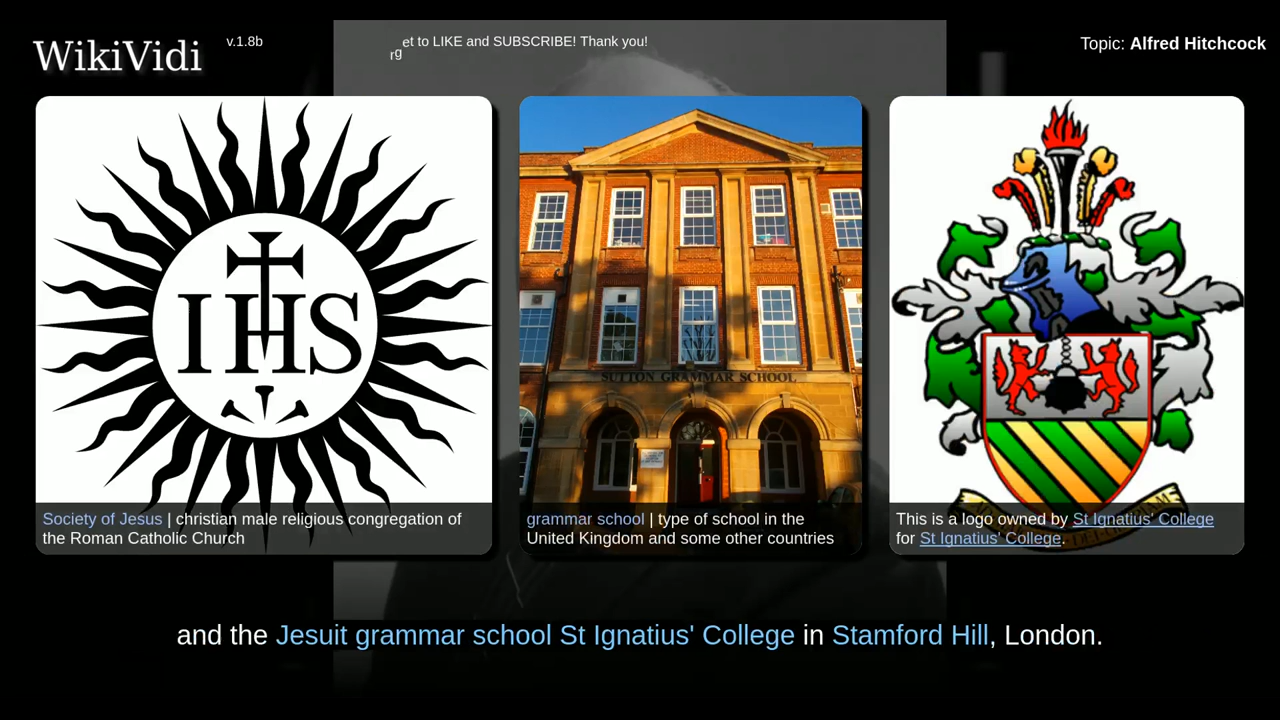 WikiVidi
v.1.8b
rget to LIKE and SUBSCRIBE! Thank you!
Topic: Alfred Hitchcock
IHS
SUTTON GRAMMAR SCHOOL
Society of Jesus | christian male religious congregation of
the Roman Catholic Church
grammar school | type of school in the
United Kingdom and some other countries
This is a logo owned by St Ignatius' College
for St Ignatius' College.
and the Jesuit grammar school St Ignatius' College in Stamford Hill, London.